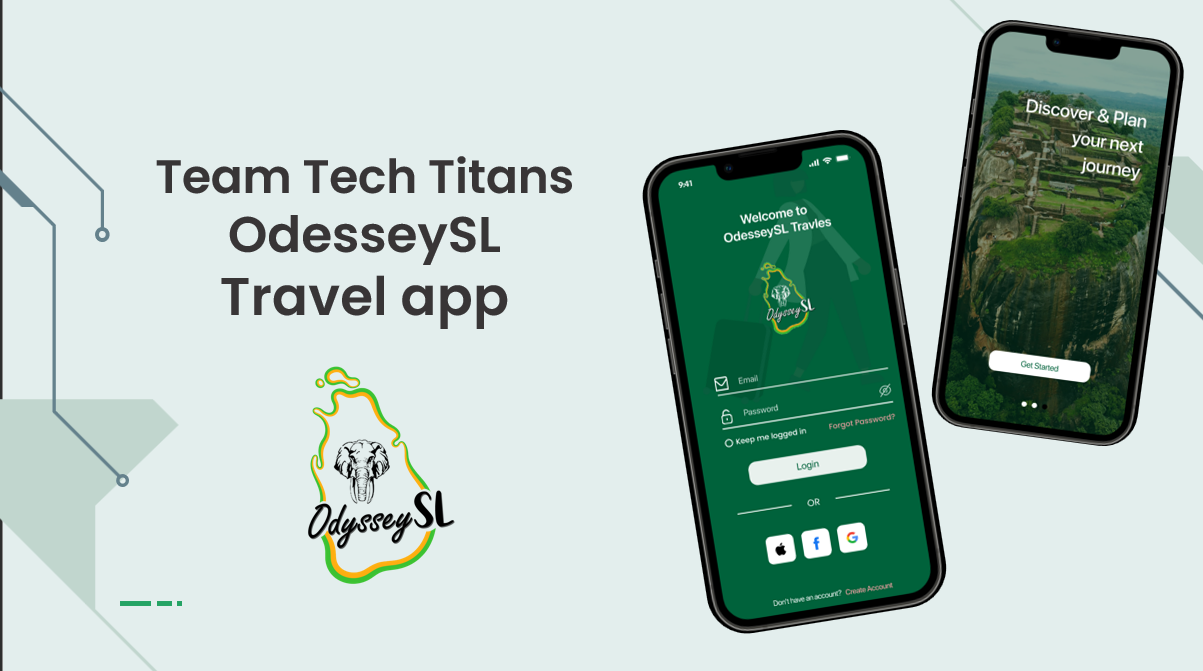 Team Tech Titans
OdesseySL
Travel app
OdysseySL
9:41
Welcome to
OdesseySL Travles
OdysseySL
Email
Password
Keep me logged in
Forgot Password?
Login
OR
Don't have an account? Create Account
Discover & Plan
your next
journey
Get Started